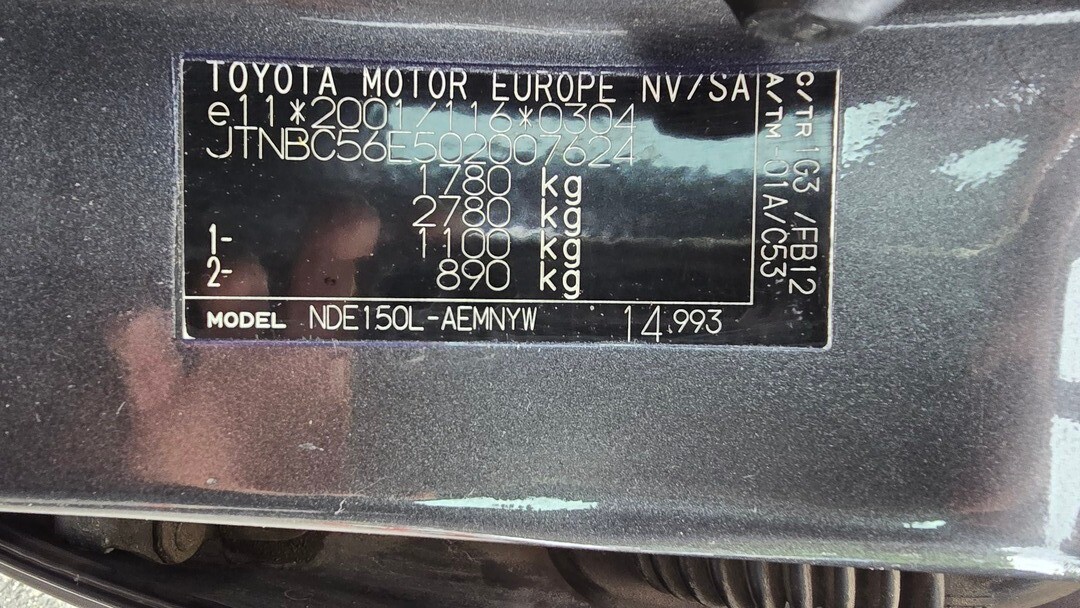 TOYOTA MOTOR EUROPE NV/SA
e11*2001/116*0304
JTNBC56E502007624
1780 kg
2780 kg
1- 1100 kg
2- 890 kg
MODEL NDE150L-AEMNYW 14.993
C/TR 1G3 /FB12
A/TM -01A/C53